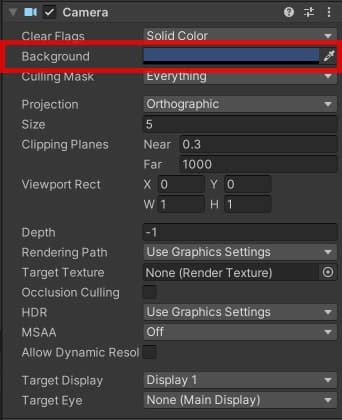 Camera
Clear Flags Solid Color
Background
Culling Mask Everything
Projection Orthographic
Size 5
Clipping Planes Near 0.3
Far 1000
Viewport Rect X 0 Y 0
W 1 H 1
Depth -1
Rendering Path Use Graphics Settings
Target Texture None (Render Texture)
Occlusion Culling
HDR Use Graphics Settings
MSAA Off
Allow Dynamic Resol
Target Display Display 1
Target Eye None (Main Display)